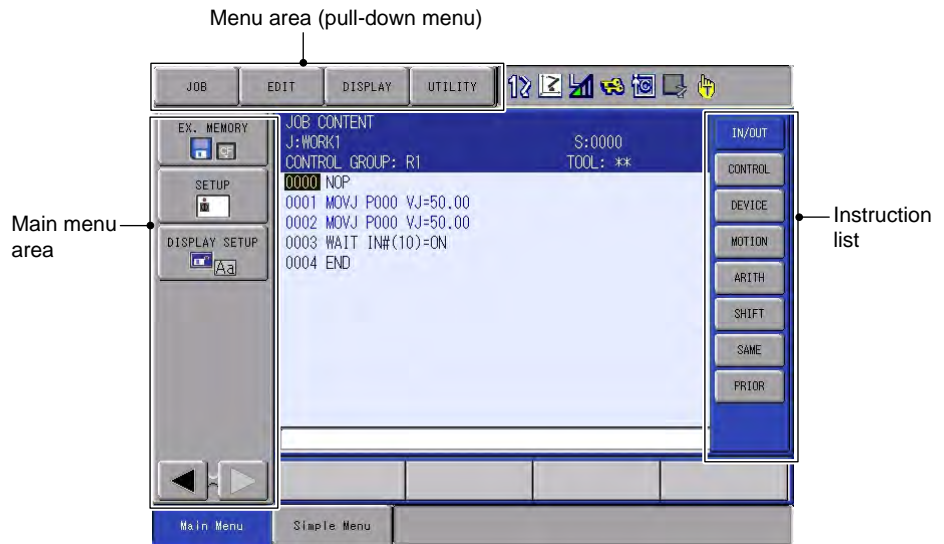 Menu area (pull-down menu)
JOB EDIT DISPLAY UTILITY
EX. MEMORY
CF
SETUP
DISPLAY SETUP
Aa
Main menu
area
JOB CONTENT
J:WORK1 S:0000
CONTROL GROUP: R1 TOOL: **
0000 NOP
0001 MOVJ P000 VJ=50.00
0002 MOVJ P000 VJ=50.00
0003 WAIT IN#(10)=ON
0004 END
IN/OUT
CONTROL
DEVICE
MOTION
ARITH
SHIFT
SAME
PRIOR
Instruction
list
Main Menu Simple Menu